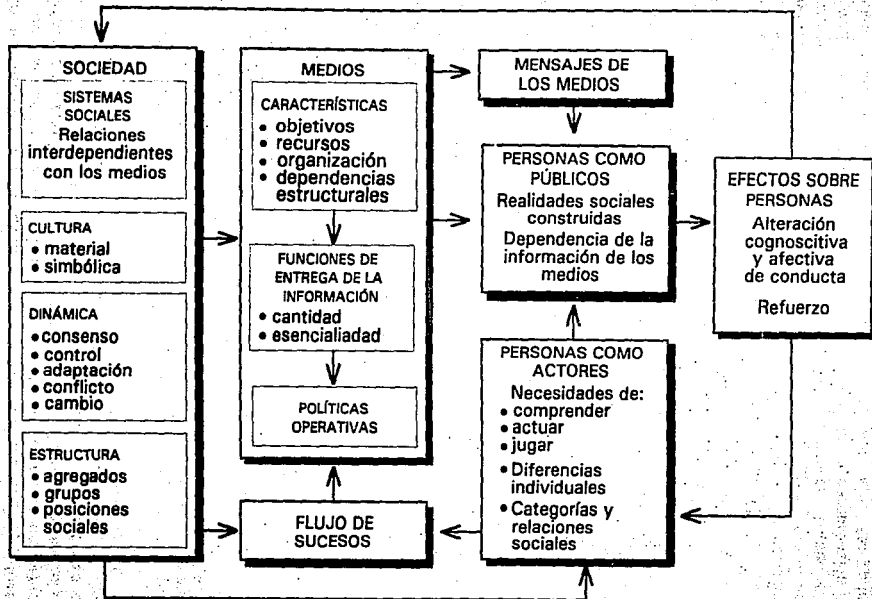 SOCIEDAD
SISTEMAS
SOCIALES
Relaciones
interdependientes
con los medios
CULTURA
• material
• simbólica
DINÁMICA
• consenso
• control
• adaptación
• conflicto
• cambio
ESTRUCTURA
• agregados
• grupos
• posiciones
sociales
MEDIOS
CARACTERÍSTICAS
• objetivos
• recursos
• organización
• dependencias
estructurales
FUNCIONES DE
ENTREGA DE LA
INFORMACIÓN
• cantidad
• esencialiadad
POLÍTICAS
OPERATIVAS
FLUJO DE
SUCESOS
MENSAJES DE
LOS MEDIOS
PERSONAS COMO
PÚBLICOS
Realidades sociales
construidas
Dependencia de la
información de los
medios
PERSONAS COMO
ACTORES
Necesidades de:
• comprender
• actuar
• jugar
• Diferencias
individuales
• Categorías y
relaciones
sociales
EFECTOS SOBRE
PERSONAS
Alteración
cognoscitiva
y afectiva
de conducta
Refuerzo